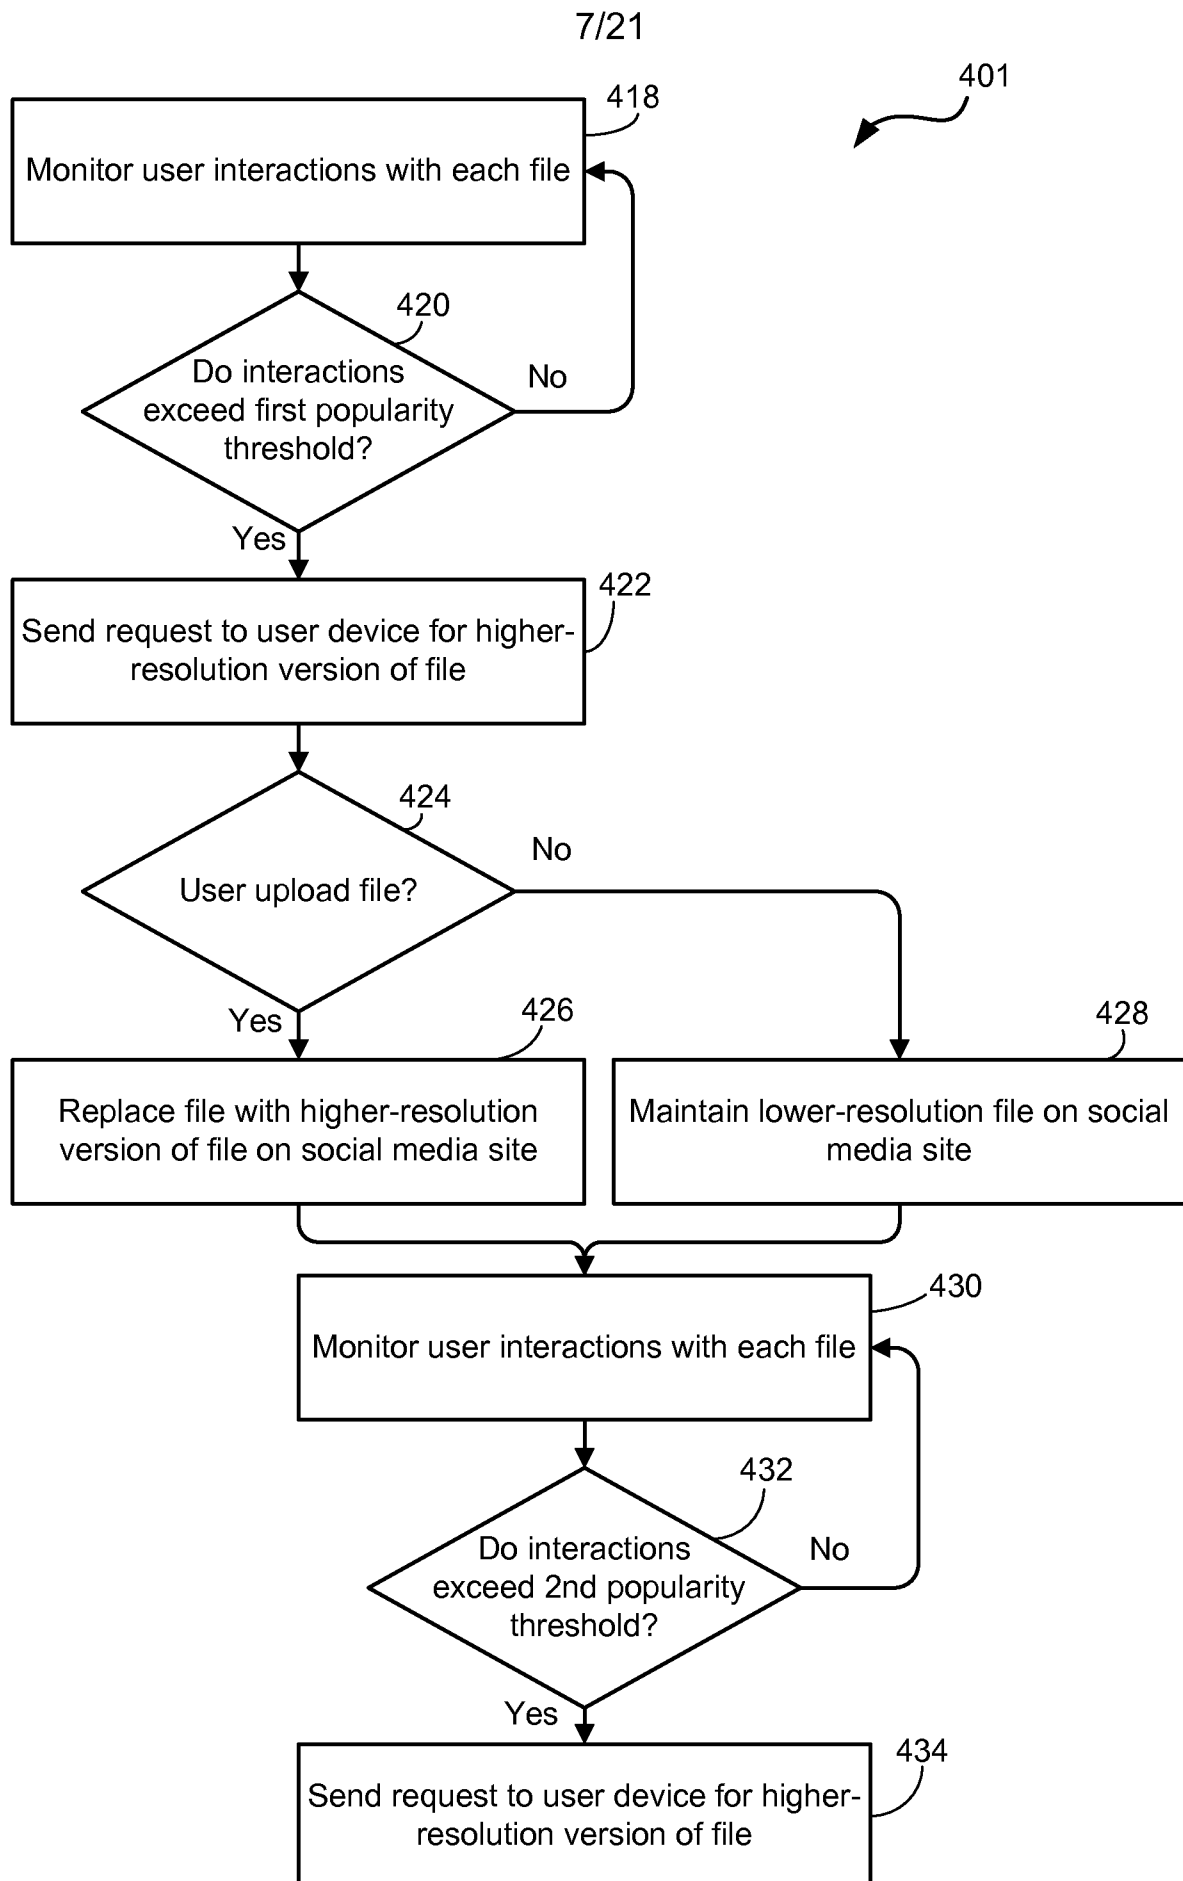 7/21
401
418
Monitor user interactions with each file
420
Do interactions
exceed first popularity
threshold?
No
Yes
422
Send request to user device for higher-
resolution version of file
424
User upload file?
No
Yes
426
Replace file with higher-resolution
version of file on social media site
428
Maintain lower-resolution file on social
media site
430
Monitor user interactions with each file
432
Do interactions
exceed 2nd popularity
threshold?
No
Yes
434
Send request to user device for higher-
resolution version of file